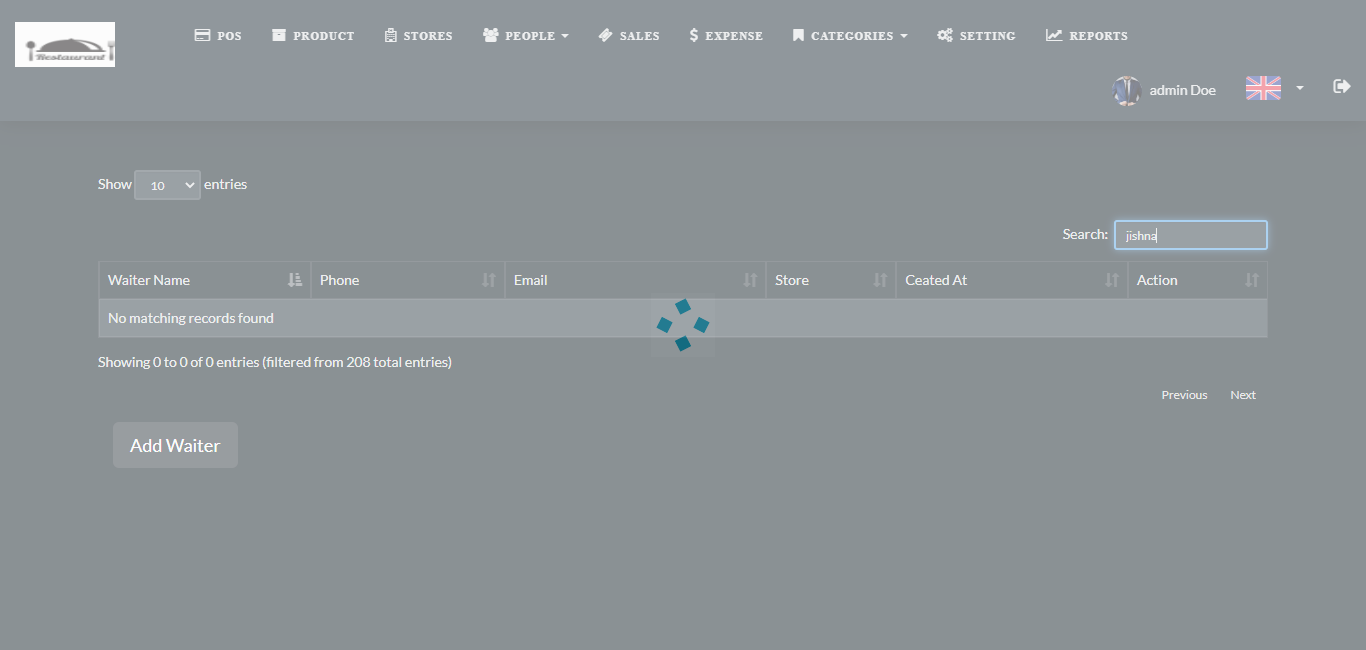 Restaurant
POS PRODUCT STORES PEOPLE SALES EXPENSE CATEGORIES SETTING REPORTS
admin Doe
Show 10 entries
Search: jishna
Waiter Name Phone Email Store Ceated At Action
No matching records found
Showing 0 to 0 of 0 entries (filtered from 208 total entries)
Previous Next
Add Waiter